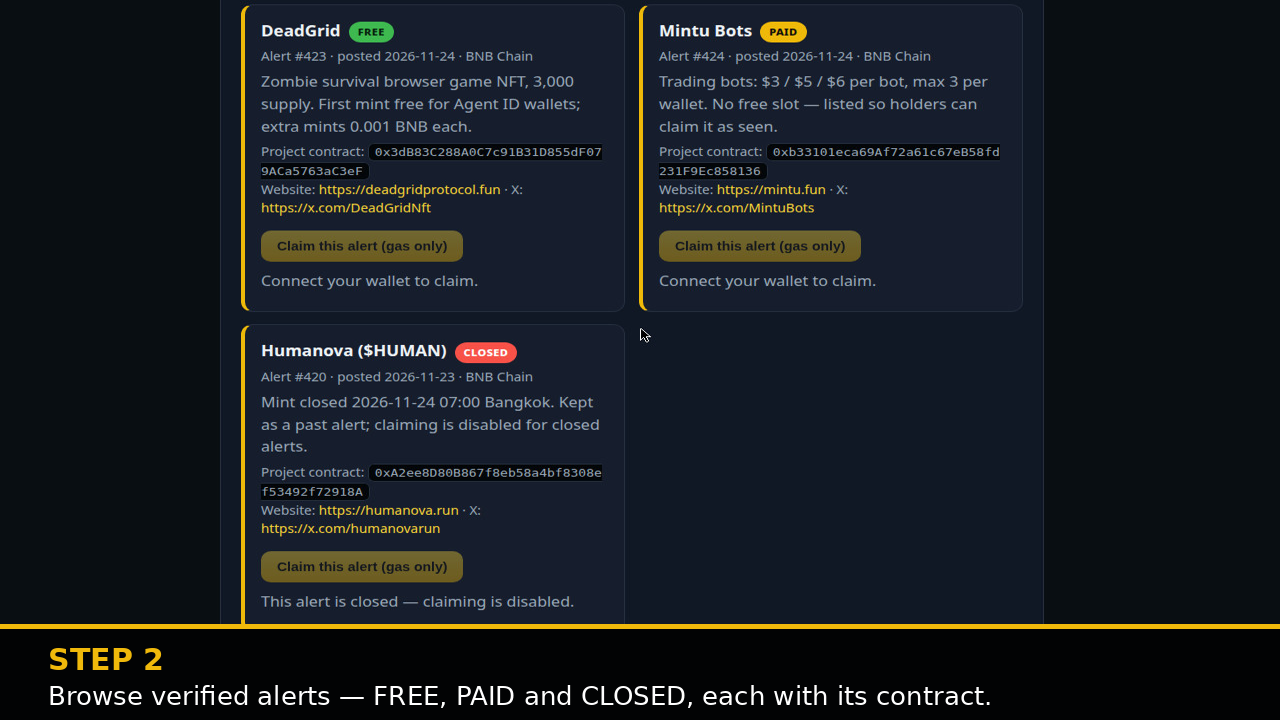 DeadGrid FREE
Alert #423 · posted 2026-11-24 · BNB Chain
Zombie survival browser game NFT, 3,000
supply. First mint free for Agent ID wallets;
extra mints 0.001 BNB each.
Project contract: 0x3dB83C288A0C7c91B31D855dF07
9ACa5763aC3eF
Website: https://deadgridprotocol.fun · X:
https://x.com/DeadGridNft
Claim this alert (gas only)
Connect your wallet to claim.
Mintu Bots PAID
Alert #424 · posted 2026-11-24 · BNB Chain
Trading bots: $3 / $5 / $6 per bot, max 3 per
wallet. No free slot — listed so holders can
claim it as seen.
Project contract: 0xb33101eca69Af72a61c67eB58fd
231F9Ec858136
Website: https://mintu.fun · X:
https://x.com/MintuBots
Claim this alert (gas only)
Connect your wallet to claim.
Humanova ($HUMAN) CLOSED
Alert #420 · posted 2026-11-23 · BNB Chain
Mint closed 2026-11-24 07:00 Bangkok. Kept
as a past alert; claiming is disabled for closed
alerts.
Project contract: 0xA2ee8D80B867f8eb58a4bf8308e
f53492f72918A
Website: https://humanova.run · X:
https://x.com/humanovarun
Claim this alert (gas only)
This alert is closed — claiming is disabled.
STEP 2
Browse verified alerts — FREE, PAID and CLOSED, each with its contract.